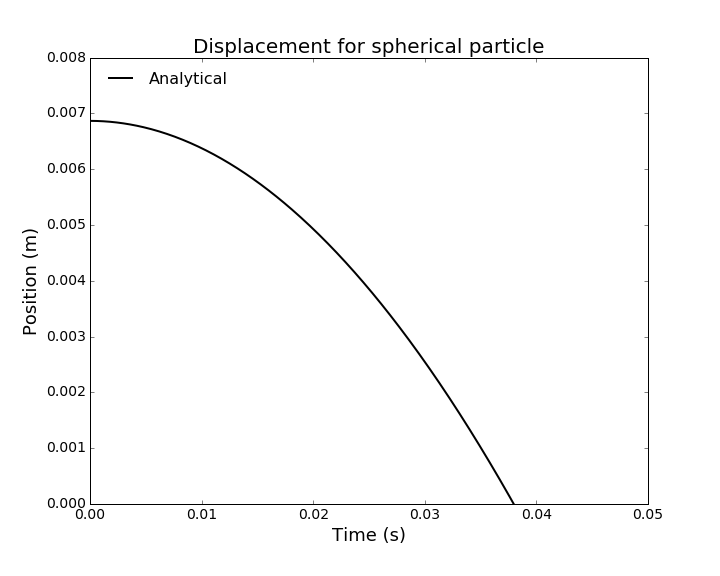 Displacement for spherical particle
Analytical
0.008
0.007
0.006
0.005
0.004
0.003
0.002
0.001
0.000
Position (m)
0.00 0.01 0.02 0.03 0.04 0.05
Time (s)